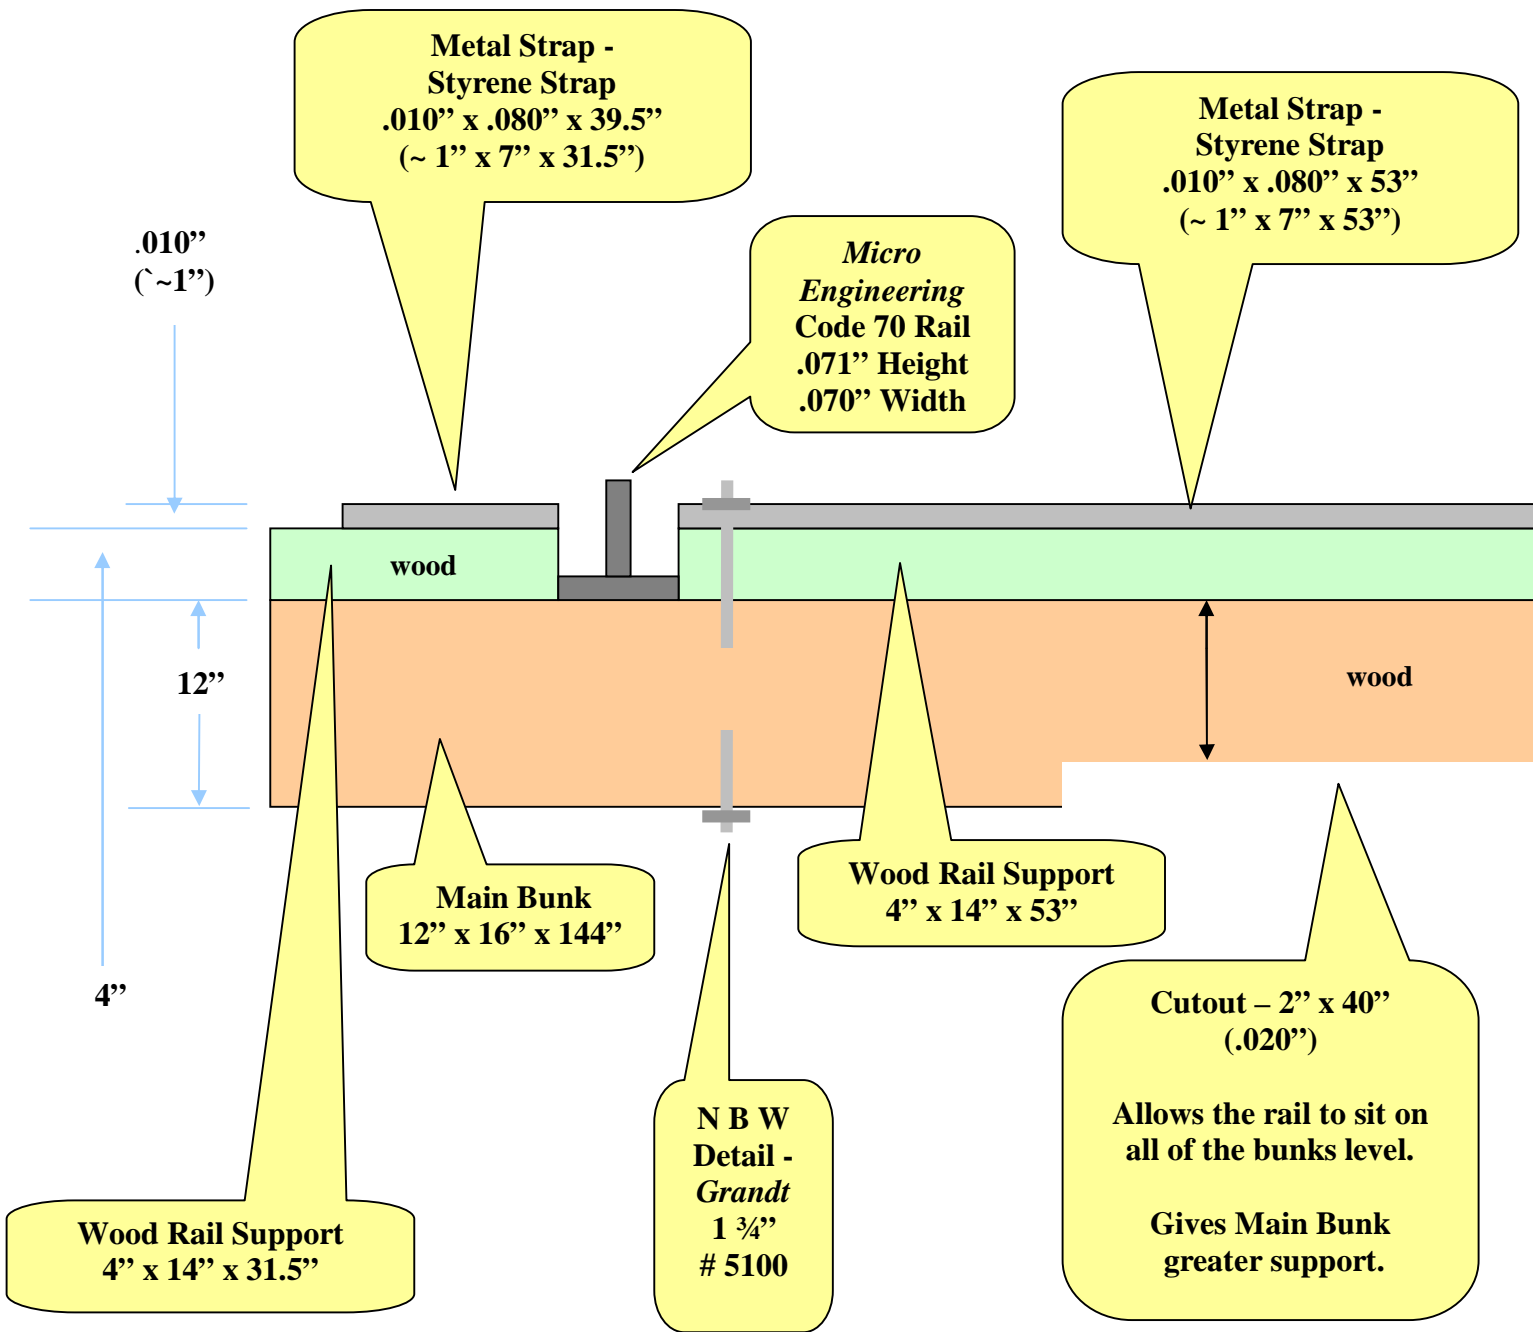 Metal Strap -
Styrene Strap
.010” x .080” x 39.5”
(~ 1” x 7” x 31.5”)
Metal Strap -
Styrene Strap
.010” x .080” x 53”
(~ 1” x 7” x 53”)
.010”
(`~1”)
Micro
Engineering
Code 70 Rail
.071” Height
.070” Width
wood
12”
wood
Main Bunk
12” x 16” x 144”
Wood Rail Support
4” x 14” x 53”
4”
Cutout – 2” x 40”
(.020”)
Allows the rail to sit on
all of the bunks level.
Gives Main Bunk
greater support.
N B W
Detail -
Grandt
1 ¾”
# 5100
Wood Rail Support
4” x 14” x 31.5”